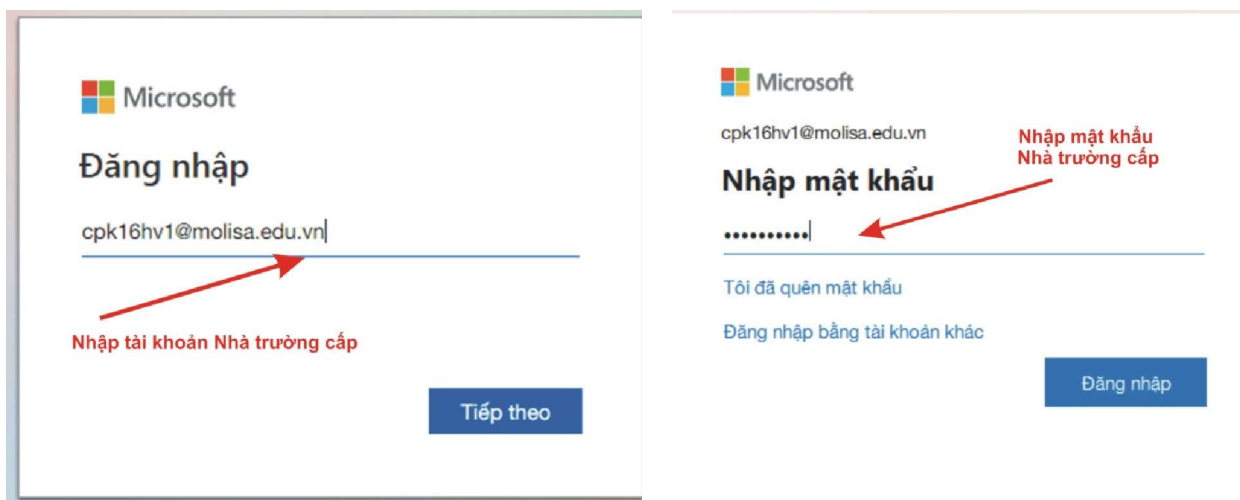 Microsoft
Đăng nhập
cpk16hv1@molisa.edu.vn
Nhập tài khoản Nhà trường cấp
Tiếp theo
Microsoft
cpk16hv1@molisa.edu.vn
Nhập mật khẩu
Nhà trường cấp
Nhập mật khẩu
••••••••••
Tôi đã quên mật khẩu
Đăng nhập bằng tài khoản khác
Đăng nhập